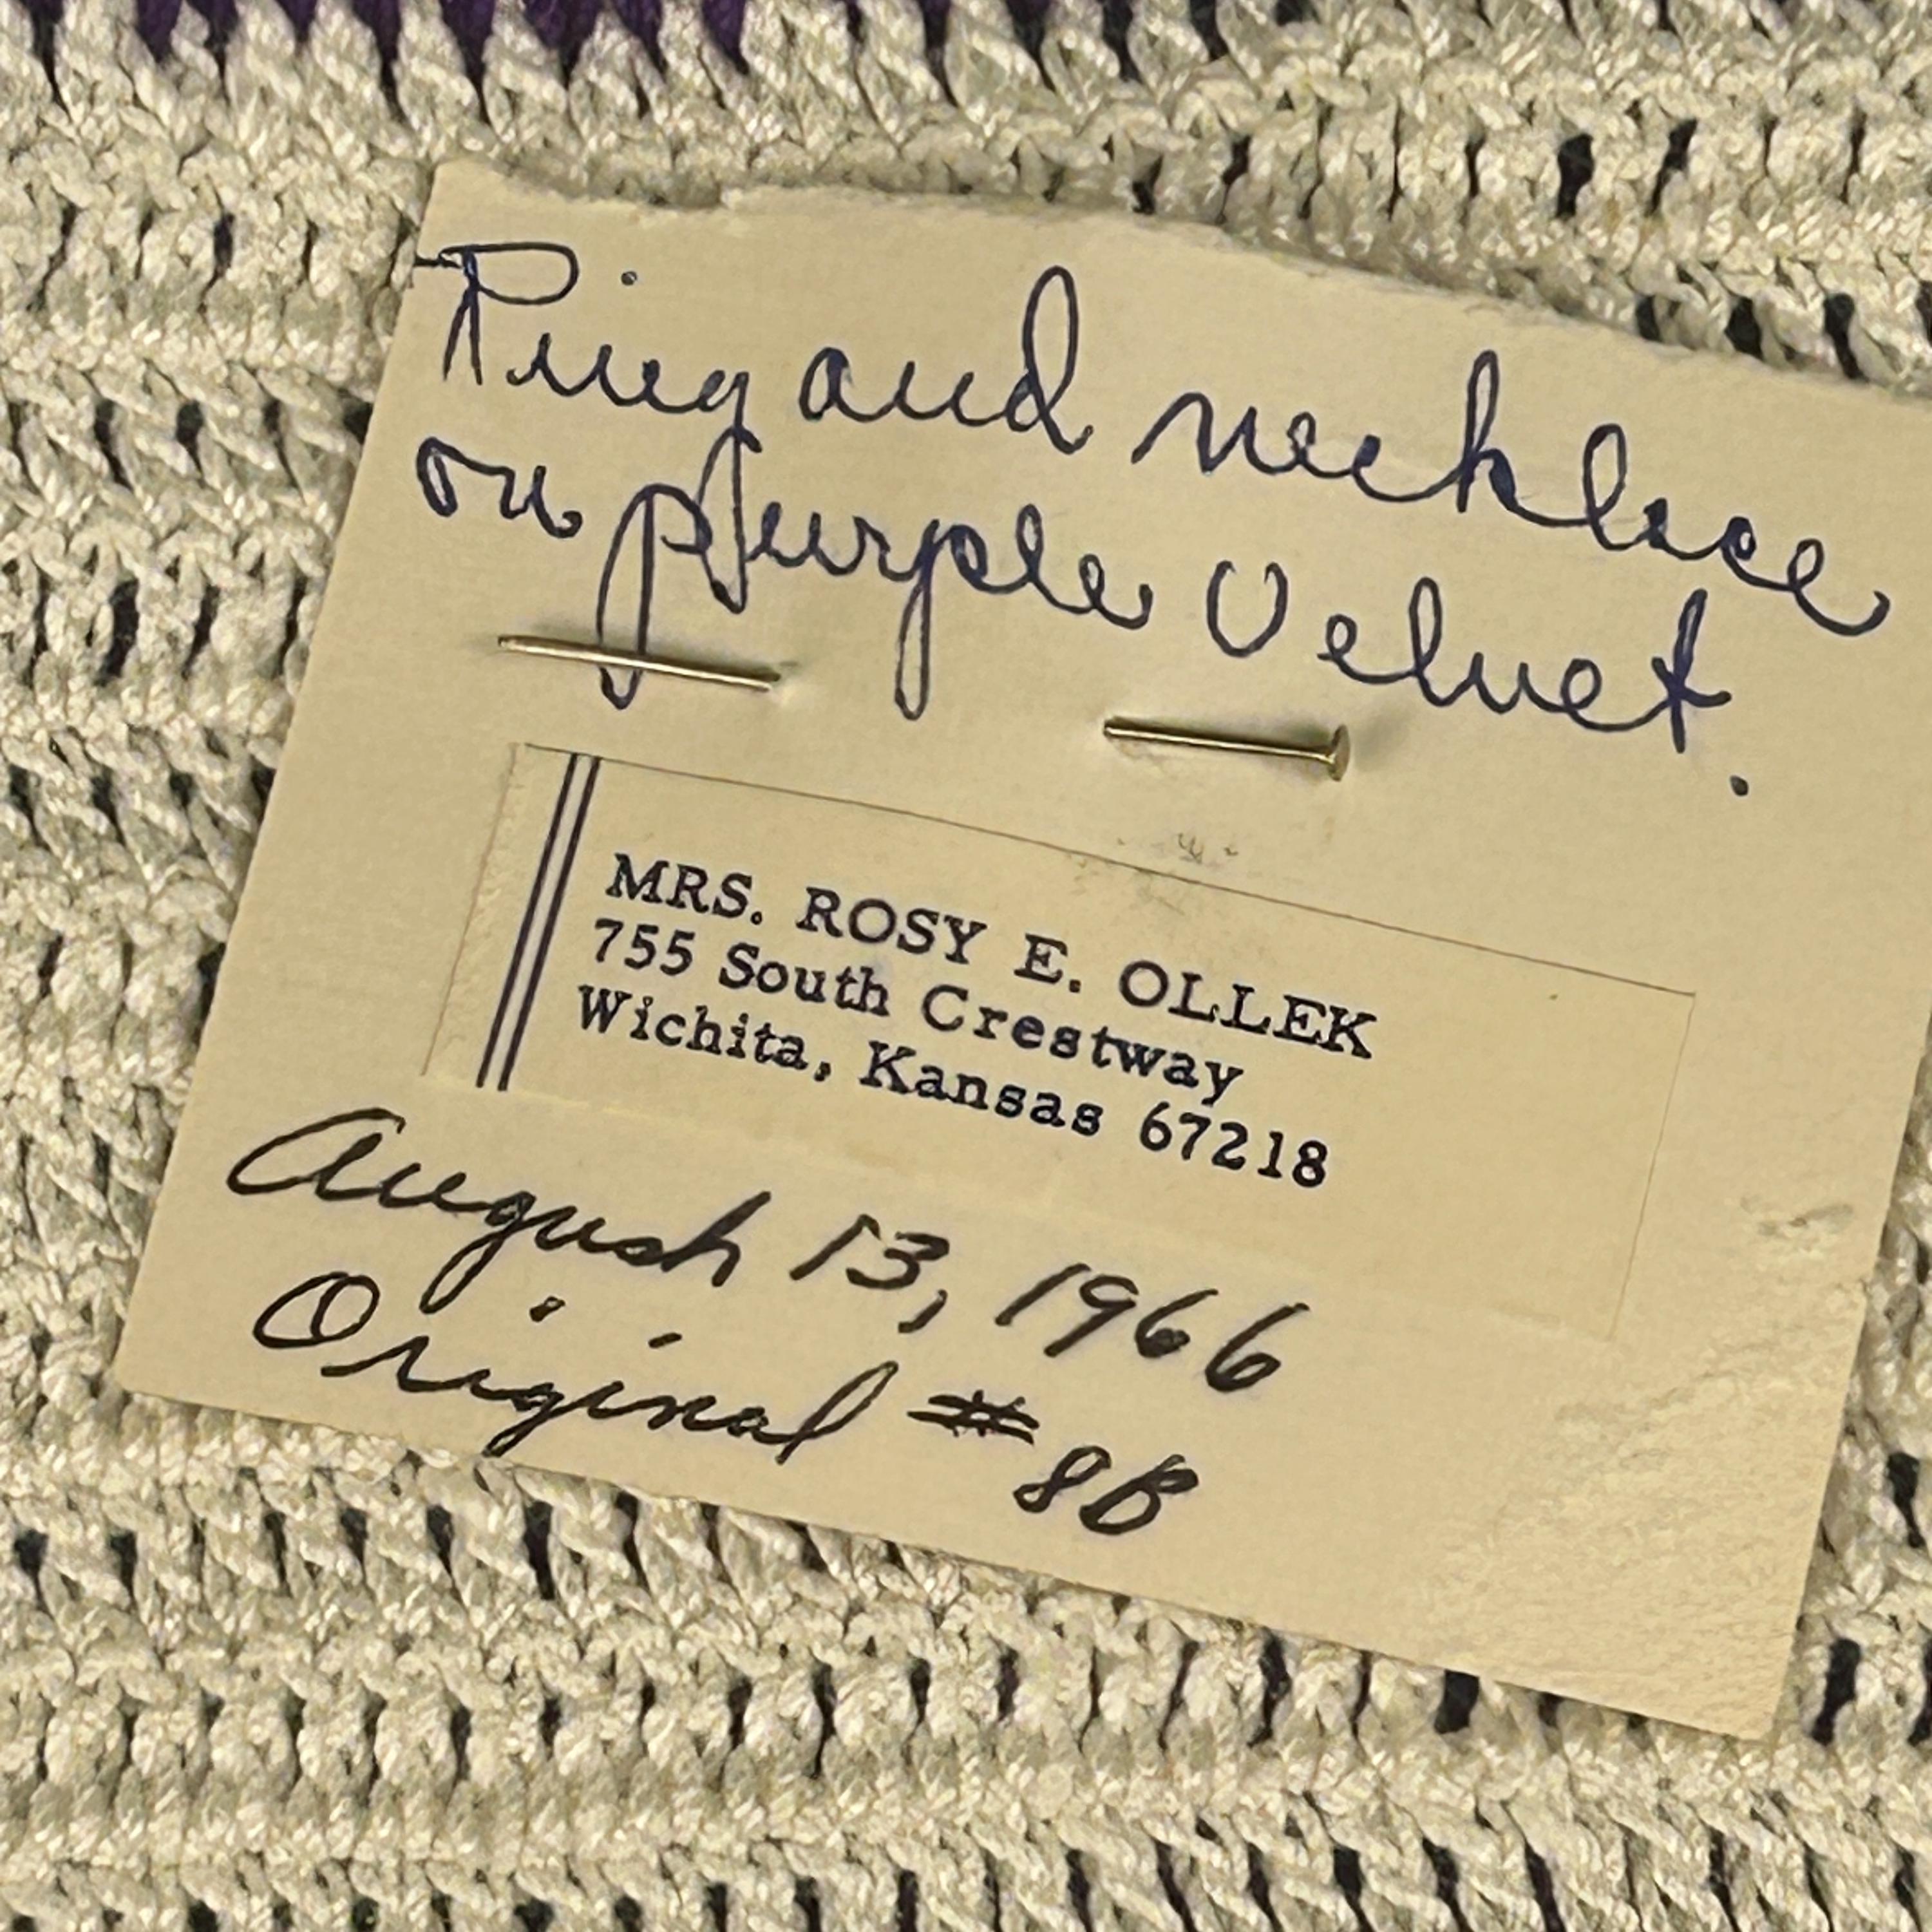 Ring and necklace
on purple Velvet.
MRS. ROSY E. OLLEK
755 South Crestway
Wichita, Kansas 67218
August 13, 1966
Original #8B